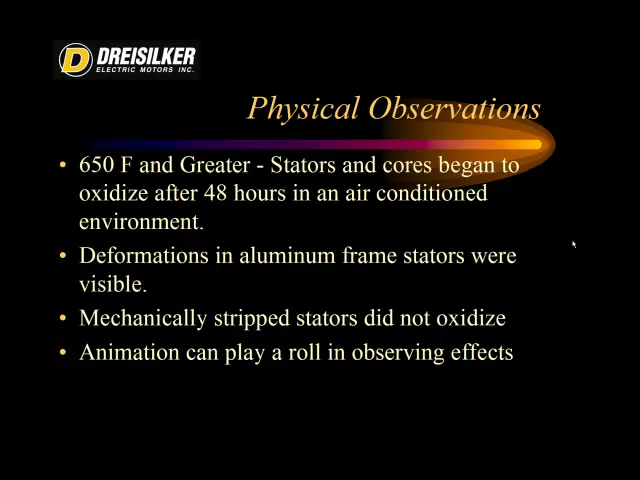 D DREISILKER
ELECTRIC MOTORS INC.
Physical Observations
• 650 F and Greater - Stators and cores began to
oxidize after 48 hours in an air conditioned
environment.
• Deformations in aluminum frame stators were
visible.
• Mechanically stripped stators did not oxidize
• Animation can play a roll in observing effects